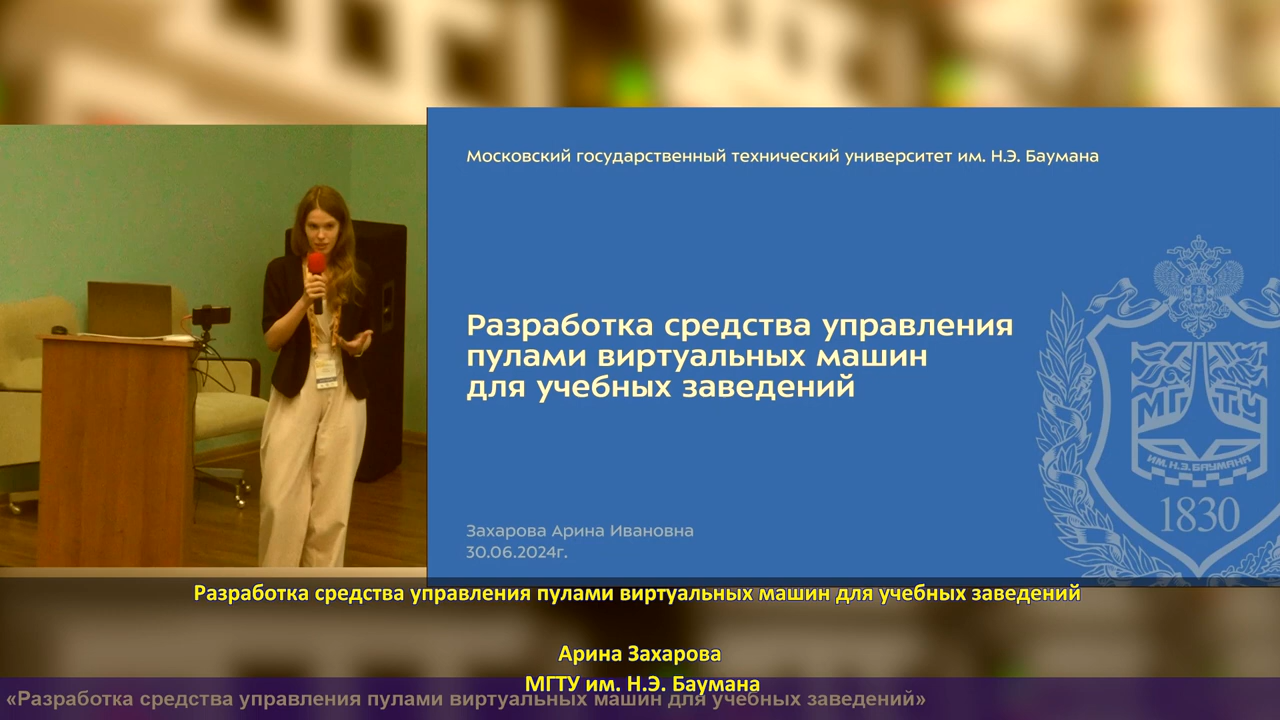 Московский государственный технический университет им. Н.Э. Баумана
Разработка средства управления
пулами виртуальных машин
для учебных заведений
МГ ТУ
ИМ. Н.Э. БАУМАНА
1830
Захарова Арина Ивановна
30.06.2024г.
Разработка средства управления пулами виртуальных машин для учебных заведений
Арина Захарова
МГТУ им. Н.Э. Баумана
«Разработка средства управления пулами виртуальных машин для учебных заведений»